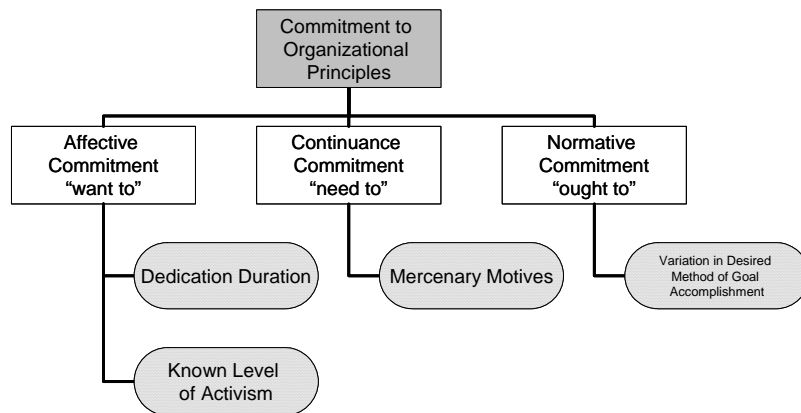 Commitment to
Organizational
Principles
Affective
Commitment
“want to”
Continuance
Commitment
“need to”
Normative
Commitment
“ought to”
Dedication Duration
Mercenary Motives
Variation in Desired
Method of Goal
Accomplishment
Known Level
of Activism